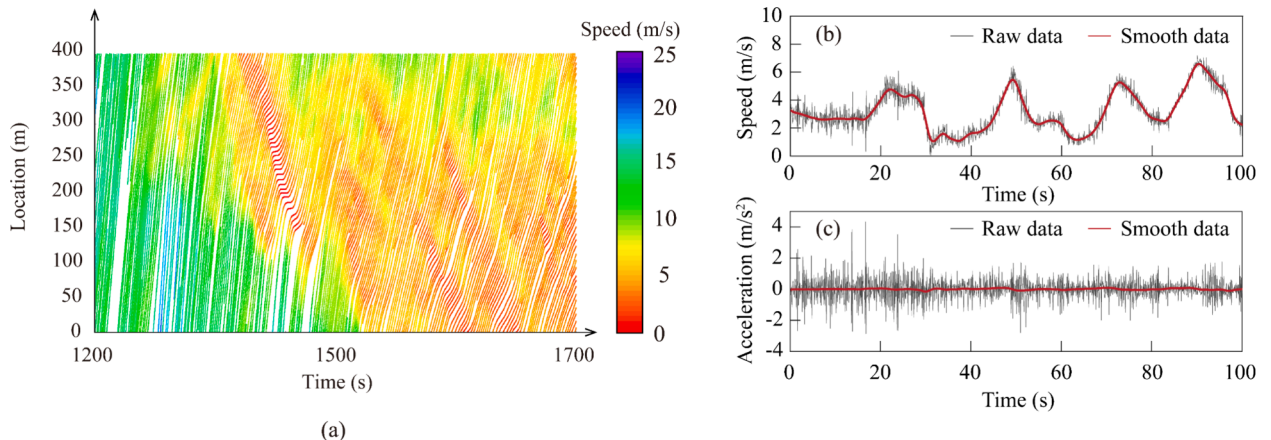 Speed (m/s)
400
350
300
250
200
150
100
50
0
Location (m)
1200
1500
1700
Time (s)
25
20
15
10
5
0
(a)
(b)
Raw data
Smooth data
10
8
6
4
2
0
Speed (m/s)
0
20
40
60
80
100
Time (s)
(c)
Raw data
Smooth data
4
2
0
-2
-4
Acceleration (m/s²)
0
20
40
60
80
100
Time (s)